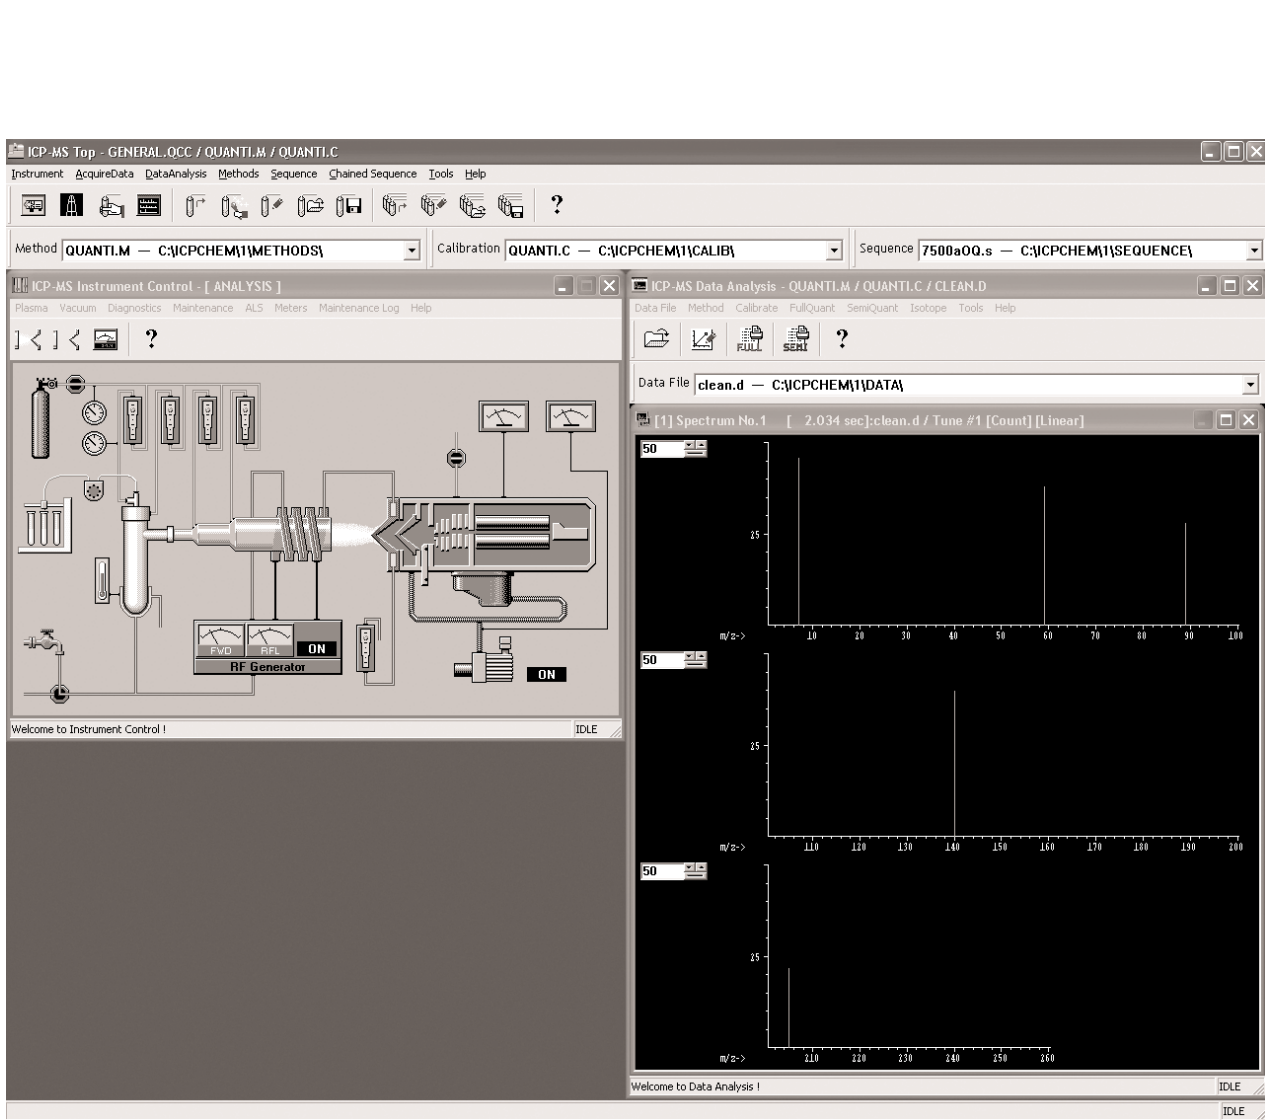 ICP-MS Top - GENERAL.QCC / QUANTI.M / QUANTI.C
Instrument AcquireData DataAnalysis Methods Sequence Chained Sequence Tools Help
?
Method QUANTI.M — C:\ICPCHEM\1\METHODS\ Calibration QUANTI.C — C:\ICPCHEM\1\CALIB\ Sequence 7500aOQ.s — C:\ICPCHEM\1\SEQUENCE\
ICP-MS Instrument Control - [ ANALYSIS ]
Plasma Vacuum Diagnostics Maintenance ALS Meters Maintenance Log Help
?
FWD RFL ON
RF Generator
ON
Welcome to Instrument Control ! IDLE
ICP-MS Data Analysis - QUANTI.M / QUANTI.C / CLEAN.D
Data File Method Calibrate FullQuant SemiQuant Isotope Tools Help
FULL SEMI ?
Data File clean.d — C:\ICPCHEM\1\DATA\
[1] Spectrum No.1 [ 2.034 sec]:clean.d / Tune #1 [Count] [Linear]
50
25
m/z-> 10 20 30 40 50 60 70 80 90 100
50
25
m/z-> 110 120 130 140 150 160 170 180 190 200
50
25
m/z-> 210 220 230 240 250 260
Welcome to Data Analysis ! IDLE
IDLE